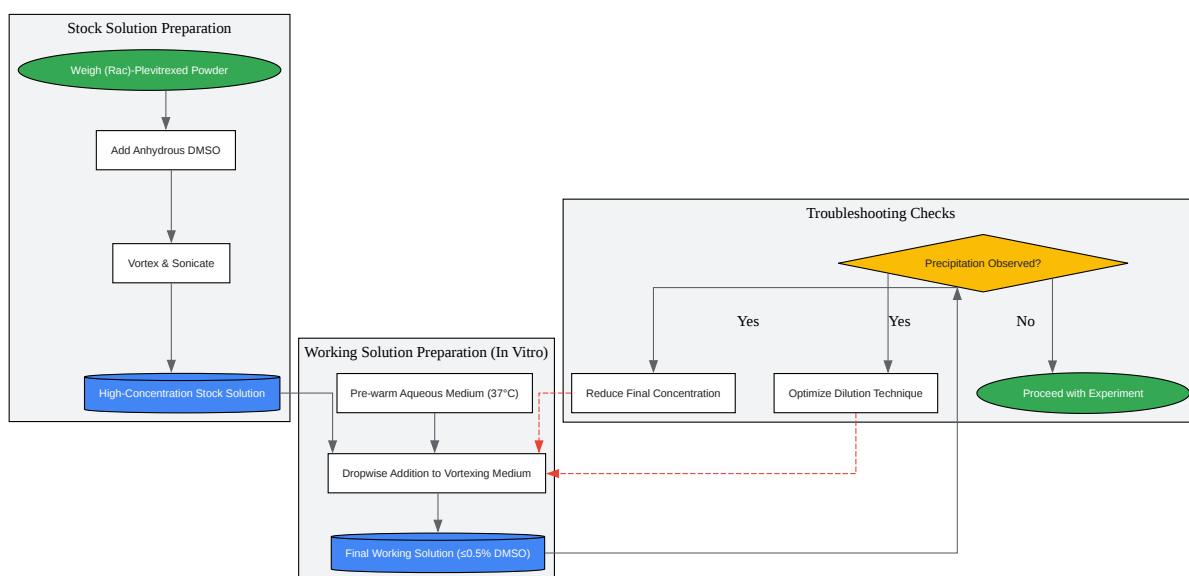 Stock Solution Preparation
Weigh (Rac)-Plevitrexed Powder
Add Anhydrous DMSO
Vortex & Sonicate
High-Concentration Stock Solution
Working Solution Preparation (In Vitro)
Pre-warm Aqueous Medium (37°C)
Dropwise Addition to Vortexing Medium
Final Working Solution (≤0.5% DMSO)
Troubleshooting Checks
Precipitation Observed?
Yes
Yes
No
Reduce Final Concentration
Optimize Dilution Technique
Proceed with Experiment